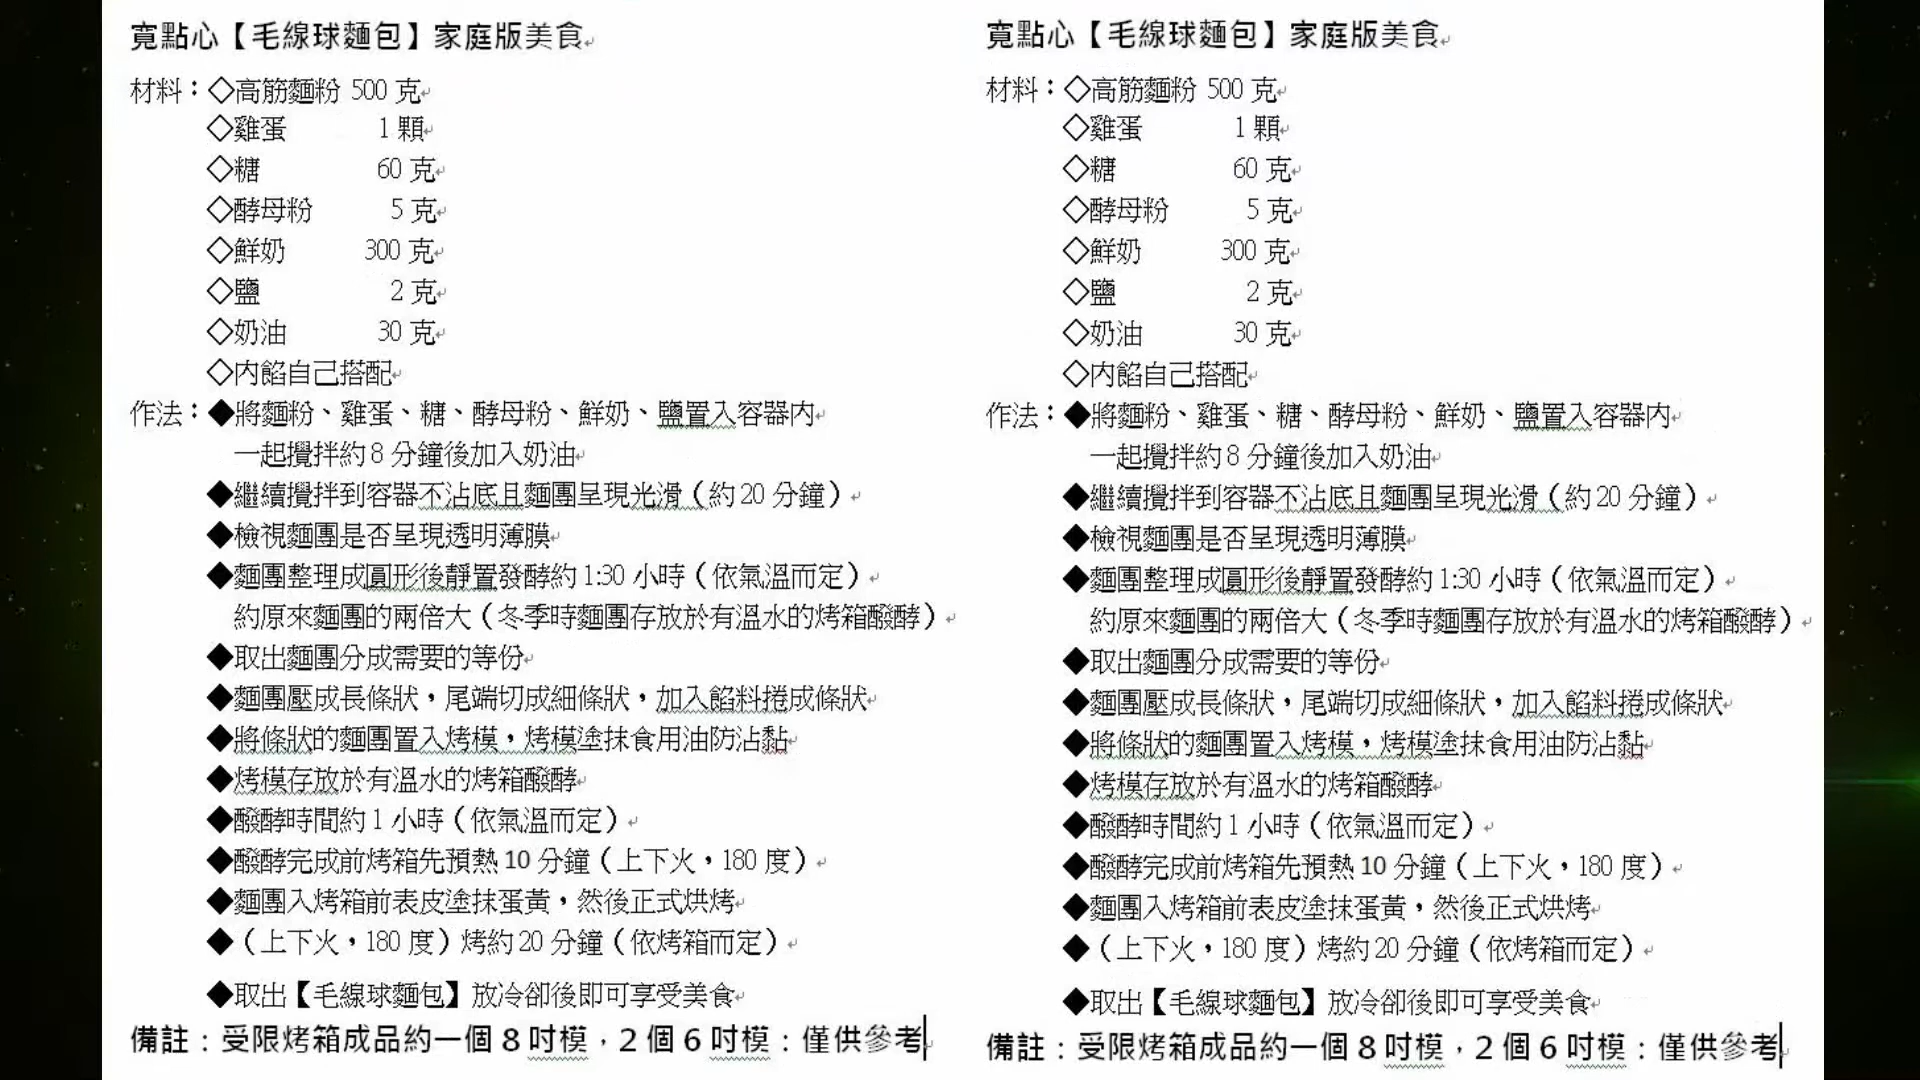 寬點心【毛線球麵包】家庭版美食
材料：◇高筋麵粉 500 克
◇雞蛋 1 顆
◇糖 60 克
◇酵母粉 5 克
◇鮮奶 300 克
◇鹽 2 克
◇奶油 30 克
◇內餡自己搭配
作法：◆將麵粉、雞蛋、糖、酵母粉、鮮奶、鹽置入容器內
一起攪拌約 8 分鐘後加入奶油
◆繼續攪拌到容器不沾底且麵團呈現光滑（約 20 分鐘）
◆檢視麵團是否呈現透明薄膜
◆麵團整理成圓形後靜置發酵約 1:30 小時（依氣溫而定）
約原來麵團的兩倍大（冬季時麵團存放於有溫水的烤箱醱酵）
◆取出麵團分成需要的等份
◆麵團壓成長條狀，尾端切成細條狀，加入餡料捲成條狀
◆將條狀的麵團置入烤模，烤模塗抹食用油防沾黏
◆烤模存放於有溫水的烤箱醱酵
◆醱酵時間約 1 小時（依氣溫而定）
◆醱酵完成前烤箱先預熱 10 分鐘（上下火，180 度）
◆麵團入烤箱前表皮塗抹蛋黃，然後正式烘烤
◆（上下火，180 度）烤約 20 分鐘（依烤箱而定）
◆取出【毛線球麵包】放冷卻後即可享受美食
備註：受限烤箱成品約一個 8 吋模，2 個 6 吋模：僅供參考
寬點心【毛線球麵包】家庭版美食
材料：◇高筋麵粉 500 克
◇雞蛋 1 顆
◇糖 60 克
◇酵母粉 5 克
◇鮮奶 300 克
◇鹽 2 克
◇奶油 30 克
◇內餡自己搭配
作法：◆將麵粉、雞蛋、糖、酵母粉、鮮奶、鹽置入容器內
一起攪拌約 8 分鐘後加入奶油
◆繼續攪拌到容器不沾底且麵團呈現光滑（約 20 分鐘）
◆檢視麵團是否呈現透明薄膜
◆麵團整理成圓形後靜置發酵約 1:30 小時（依氣溫而定）
約原來麵團的兩倍大（冬季時麵團存放於有溫水的烤箱醱酵）
◆取出麵團分成需要的等份
◆麵團壓成長條狀，尾端切成細條狀，加入餡料捲成條狀
◆將條狀的麵團置入烤模，烤模塗抹食用油防沾黏
◆烤模存放於有溫水的烤箱醱酵
◆醱酵時間約 1 小時（依氣溫而定）
◆醱酵完成前烤箱先預熱 10 分鐘（上下火，180 度）
◆麵團入烤箱前表皮塗抹蛋黃，然後正式烘烤
◆（上下火，180 度）烤約 20 分鐘（依烤箱而定）
◆取出【毛線球麵包】放冷卻後即可享受美食
備註：受限烤箱成品約一個 8 吋模，2 個 6 吋模：僅供參考